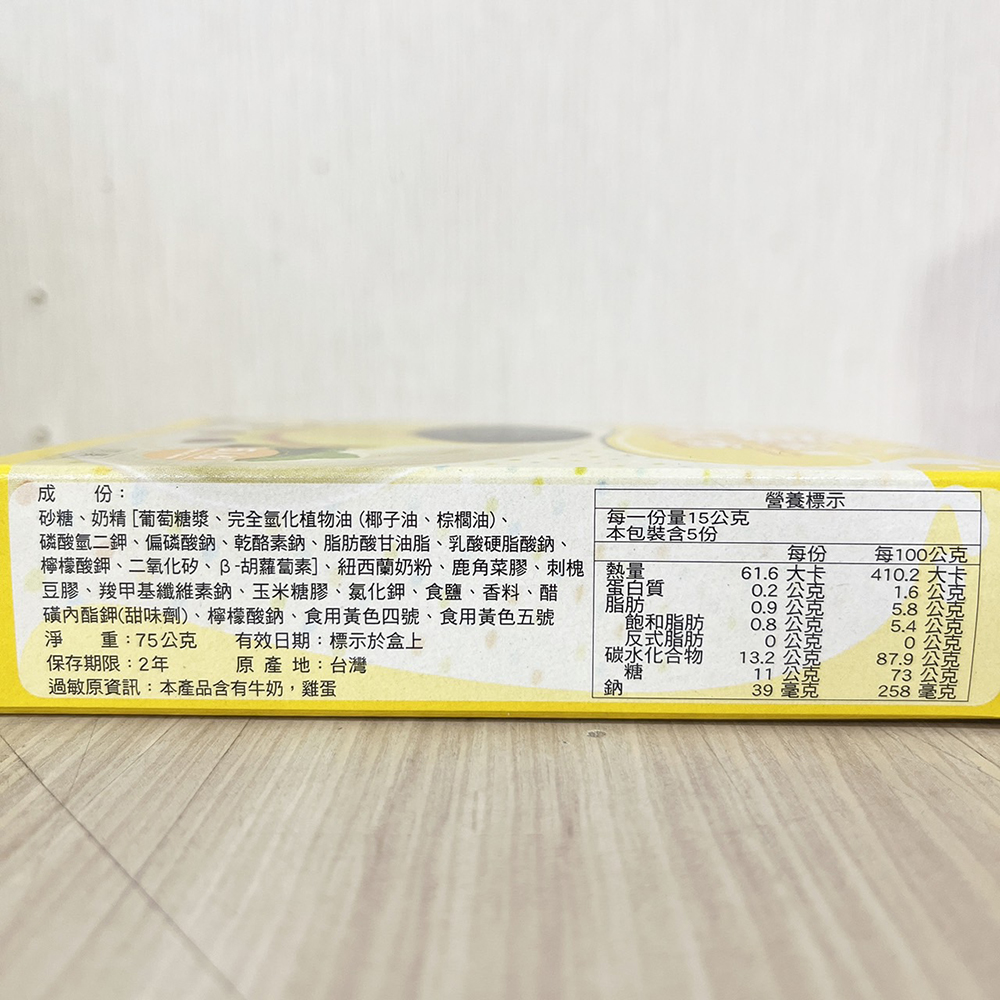 成　份：
砂糖、奶精 [葡萄糖漿、完全氫化植物油 (椰子油、棕櫚油)、
磷酸氫二鉀、偏磷酸鈉、乾酪素鈉、脂肪酸甘油脂、乳酸硬脂酸鈉、
檸檬酸鉀、二氧化矽、β-胡蘿蔔素]、紐西蘭奶粉、鹿角菜膠、刺槐
豆膠、羧甲基纖維素鈉、玉米糖膠、氯化鉀、食鹽、香料、醋
磺內酯鉀(甜味劑)、檸檬酸鈉、食用黃色四號、食用黃色五號
淨　重：75公克　有效日期：標示於盒上
保存期限：2年　原 產 地：台灣
過敏原資訊：本產品含有牛奶，雞蛋
營養標示
每一份量15公克
本包裝含5份
每份　每100公克
熱量　61.6 大卡　410.2 大卡
蛋白質　0.2 公克　1.6 公克
脂肪　0.9 公克　5.8 公克
飽和脂肪　0.8 公克　5.4 公克
反式脂肪　0 公克　0 公克
碳水化合物　13.2 公克　87.9 公克
糖　11 公克　73 公克
鈉　39 毫克　258 毫克